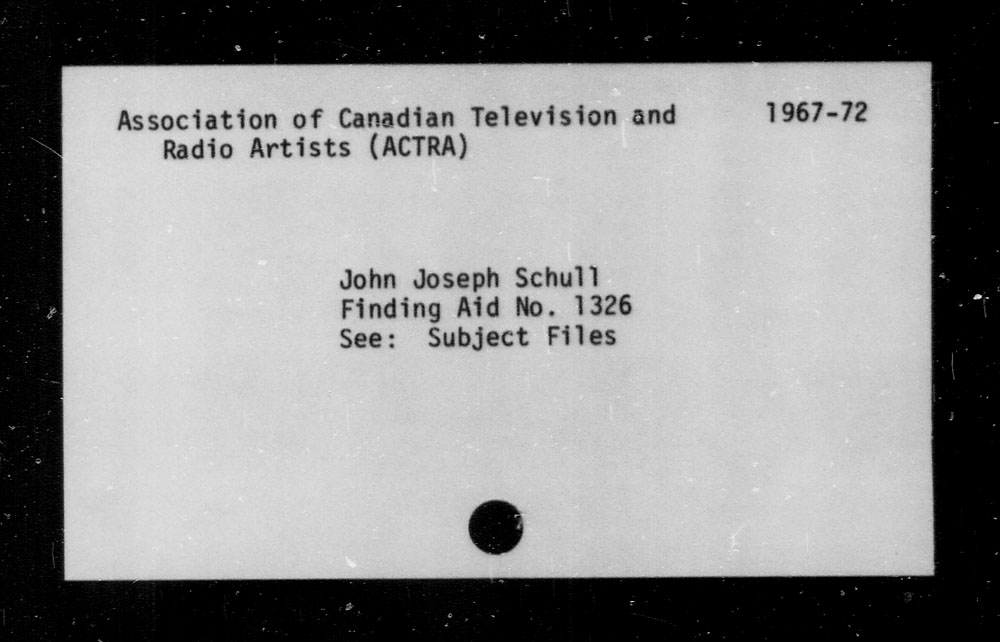 Association of Canadian Television and 1967-72
Radio Artists (ACTRA)
John Joseph Schull
Finding Aid No. 1326
See: Subject Files